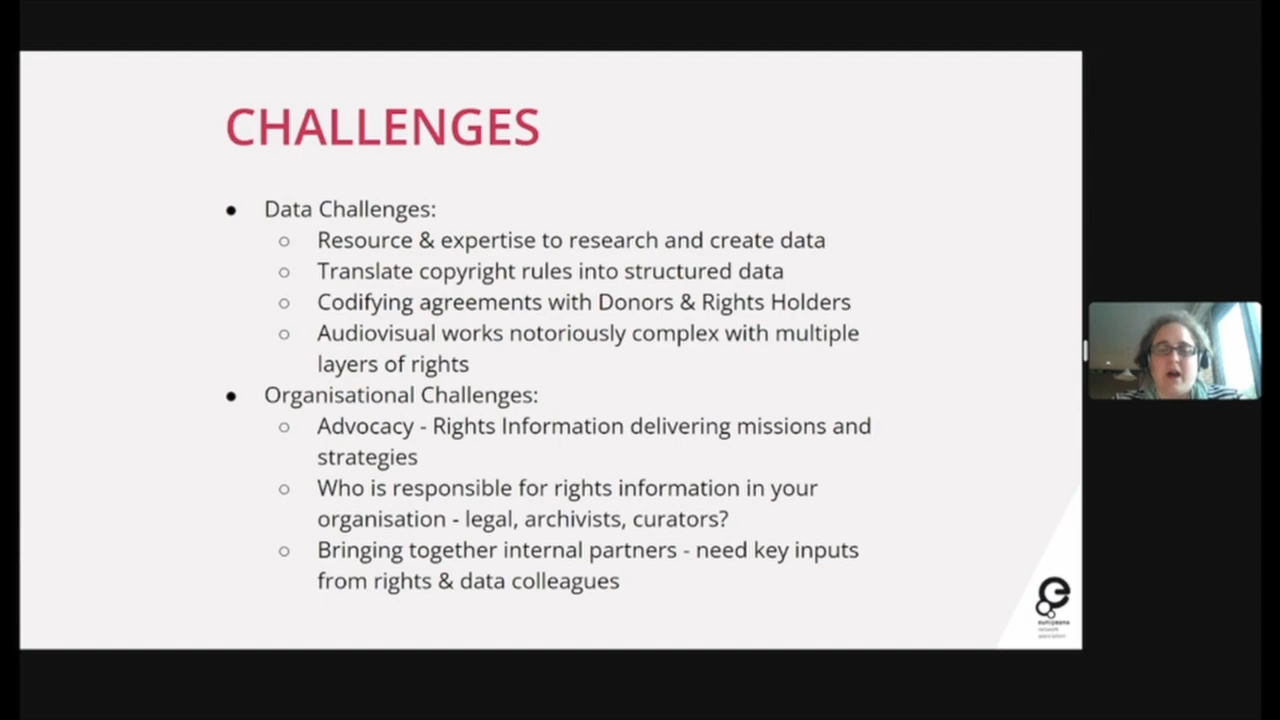 CHALLENGES
● Data Challenges:
○ Resource & expertise to research and create data
○ Translate copyright rules into structured data
○ Codifying agreements with Donors & Rights Holders
○ Audiovisual works notoriously complex with multiple
layers of rights
● Organisational Challenges:
○ Advocacy - Rights Information delivering missions and
strategies
○ Who is responsible for rights information in your
organisation - legal, archivists, curators?
○ Bringing together internal partners - need key inputs
from rights & data colleagues
europeana
network
association